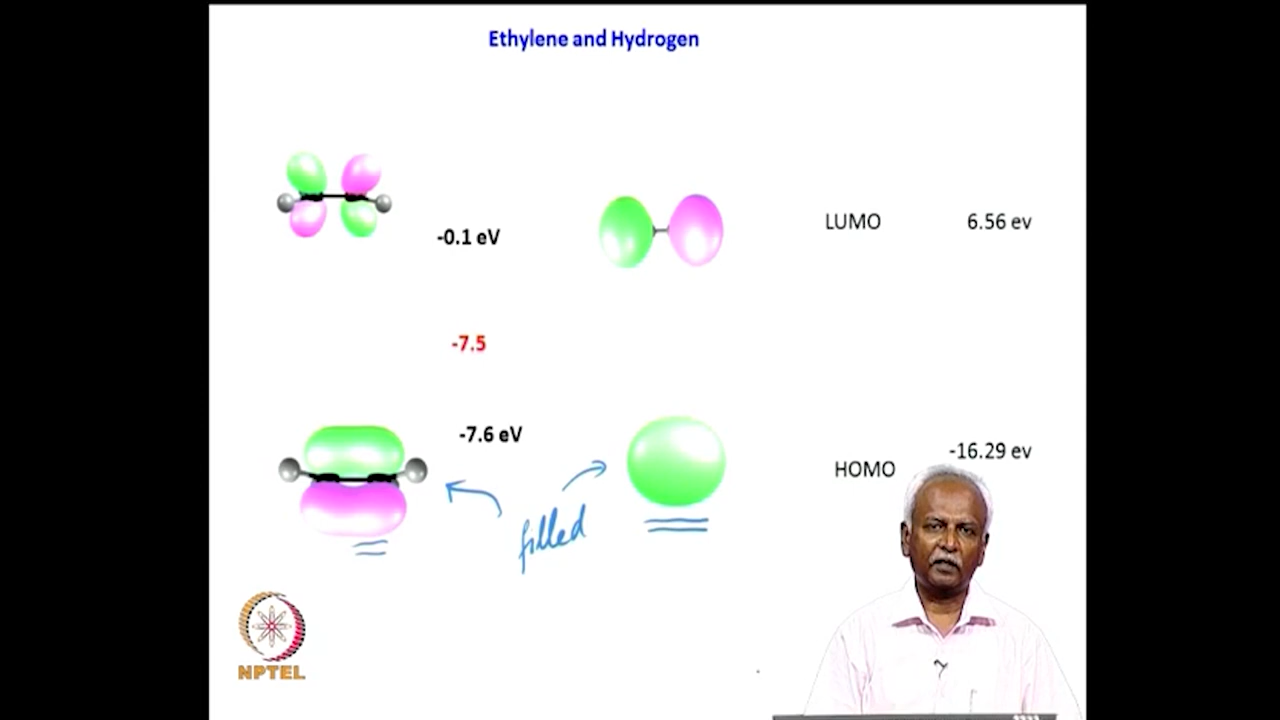 Ethylene and Hydrogen
-0.1 eV
LUMO
6.56 ev
-7.5
-7.6 eV
HOMO
-16.29 ev
filled
NPTEL